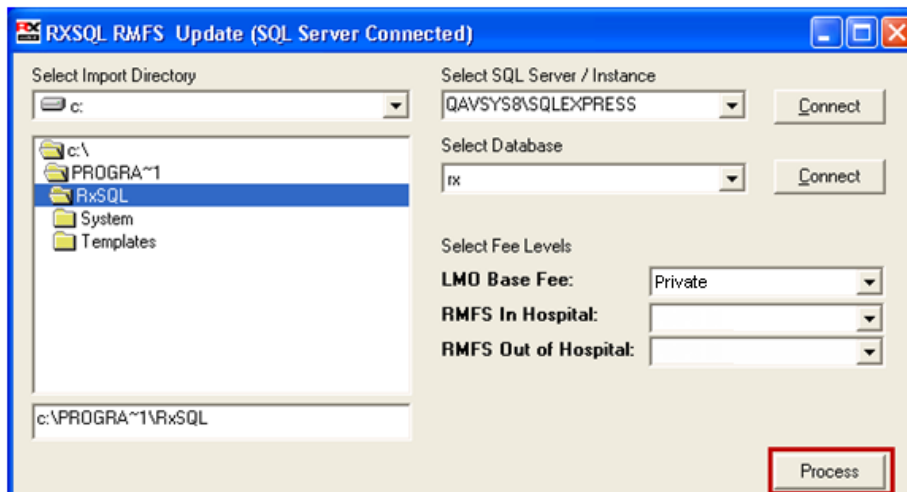 RXSQL RMFS Update (SQL Server Connected)
Select Import Directory
c:
c:\
PROGRA~1
RxSQL
System
Templates
c:\PROGRA~1\RxSQL
Select SQL Server / Instance
QAVSYS8\SQLEXPRESS
Connect
Select Database
rx
Connect
Select Fee Levels
LMO Base Fee: Private
RMFS In Hospital:
RMFS Out of Hospital:
Process